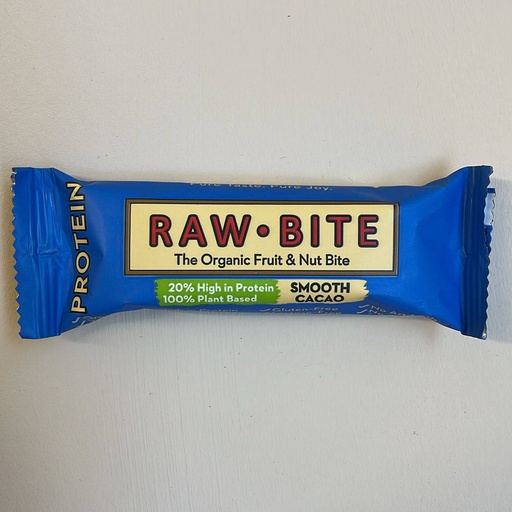 Pure Taste. Pure Joy.
PROTEIN
RAW•BITE
The Organic Fruit & Nut Bite
20% High in Protein
100% Plant Based
SMOOTH
CACAO
Protein
✓Gluten-Free